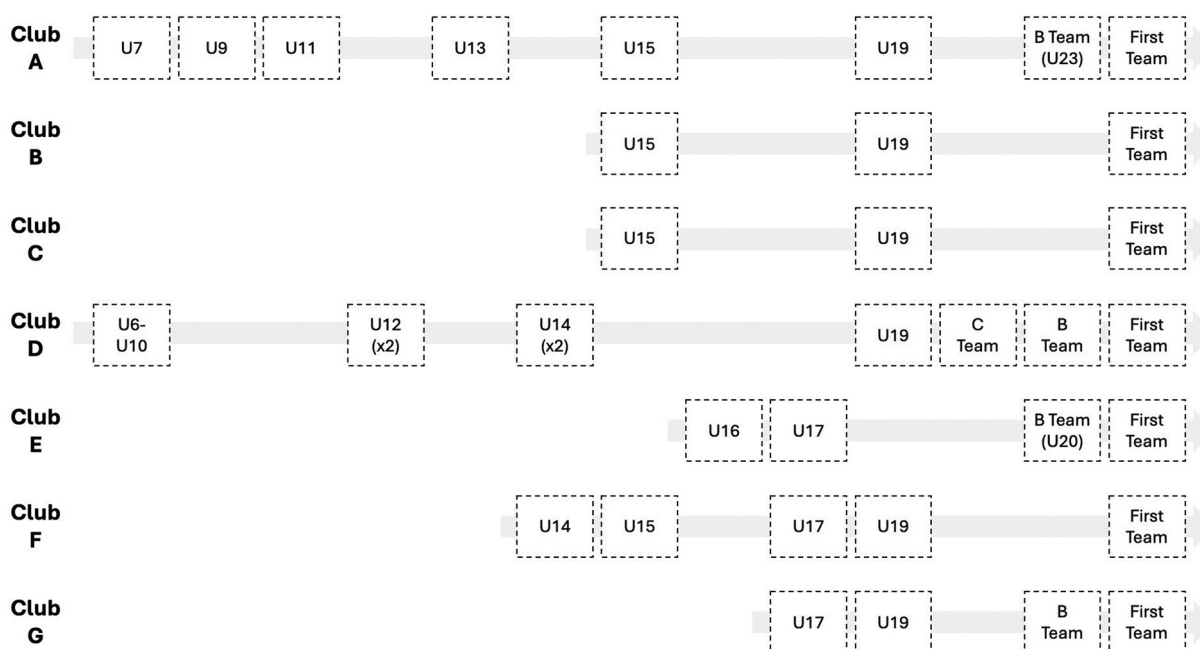 Club
A
U7
U9
U11
U13
U15
U19
B Team
(U23)
First
Team
Club
B
U15
U19
First
Team
Club
C
U15
U19
First
Team
Club
D
U6-
U10
U12
(x2)
U14
(x2)
U19
C
Team
B
Team
First
Team
Club
E
U16
U17
B Team
(U20)
First
Team
Club
F
U14
U15
U17
U19
First
Team
Club
G
U17
U19
B
Team
First
Team